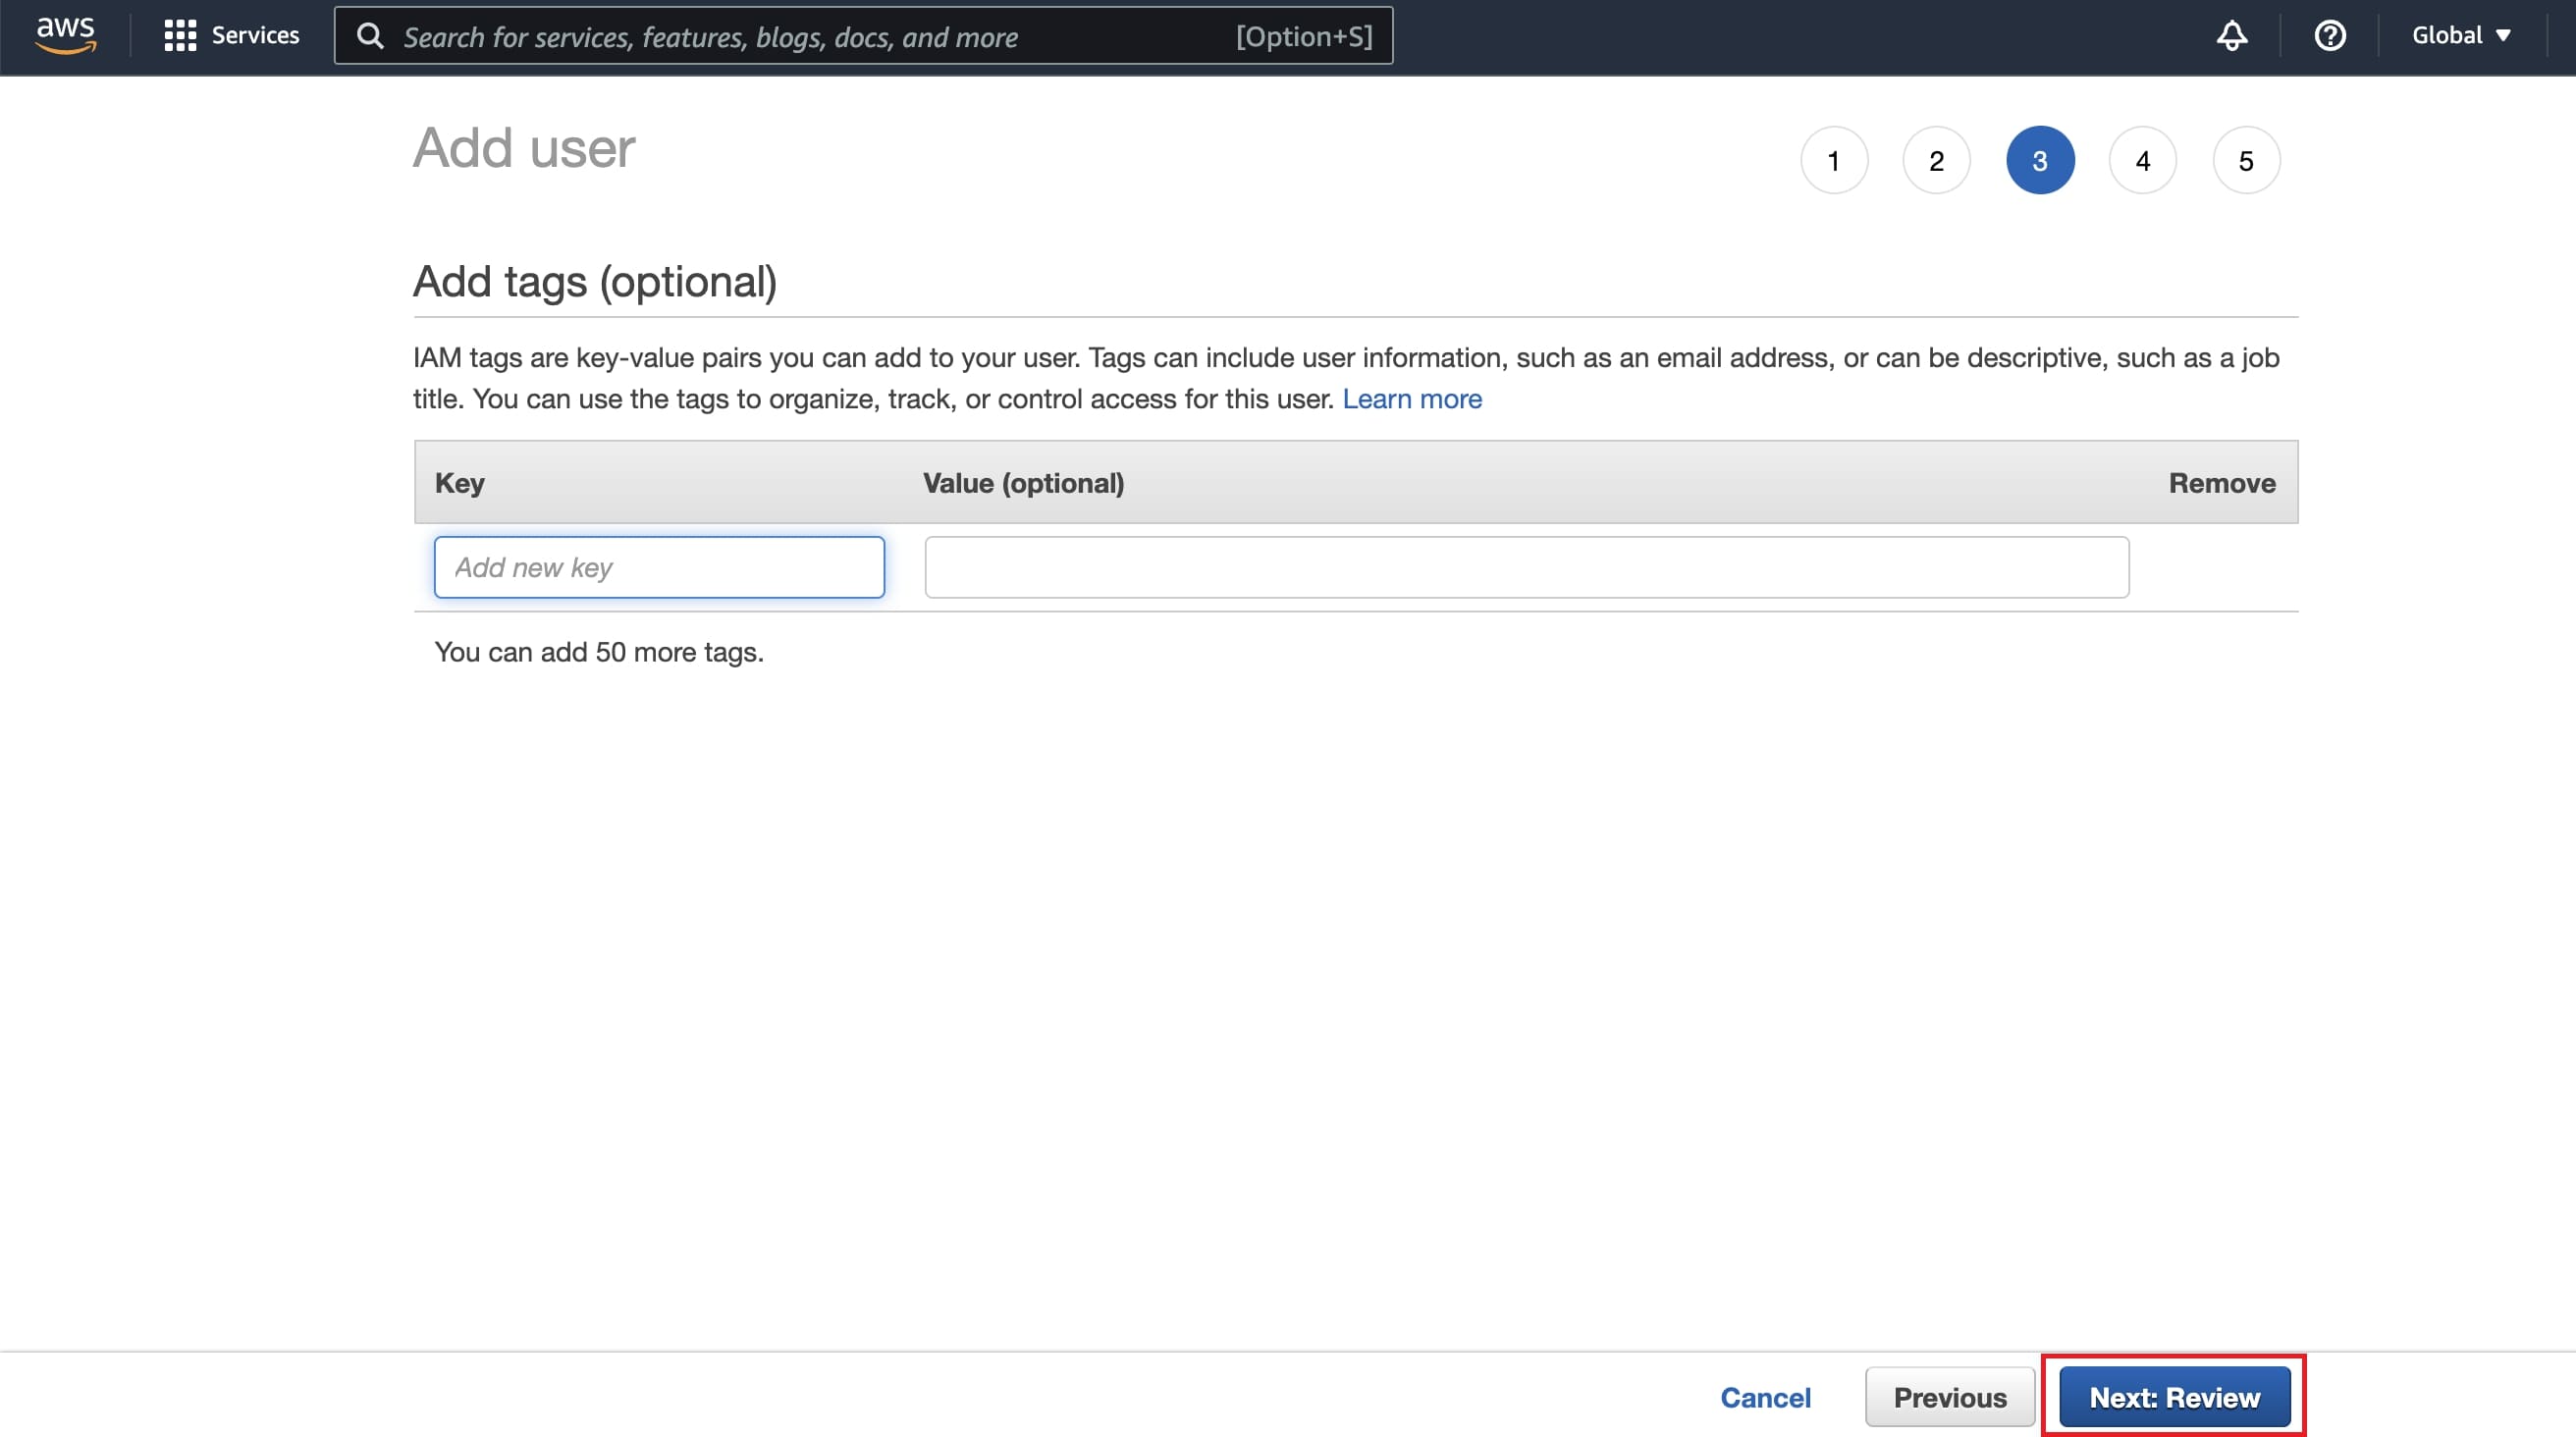 aws
Services
Search for services, features, blogs, docs, and more
[Option+S]
Global
Add user
1 2 3 4 5
Add tags (optional)
IAM tags are key-value pairs you can add to your user. Tags can include user information, such as an email address, or can be descriptive, such as a job
title. You can use the tags to organize, track, or control access for this user. Learn more
Key Value (optional) Remove
Add new key
You can add 50 more tags.
Cancel Previous Next: Review